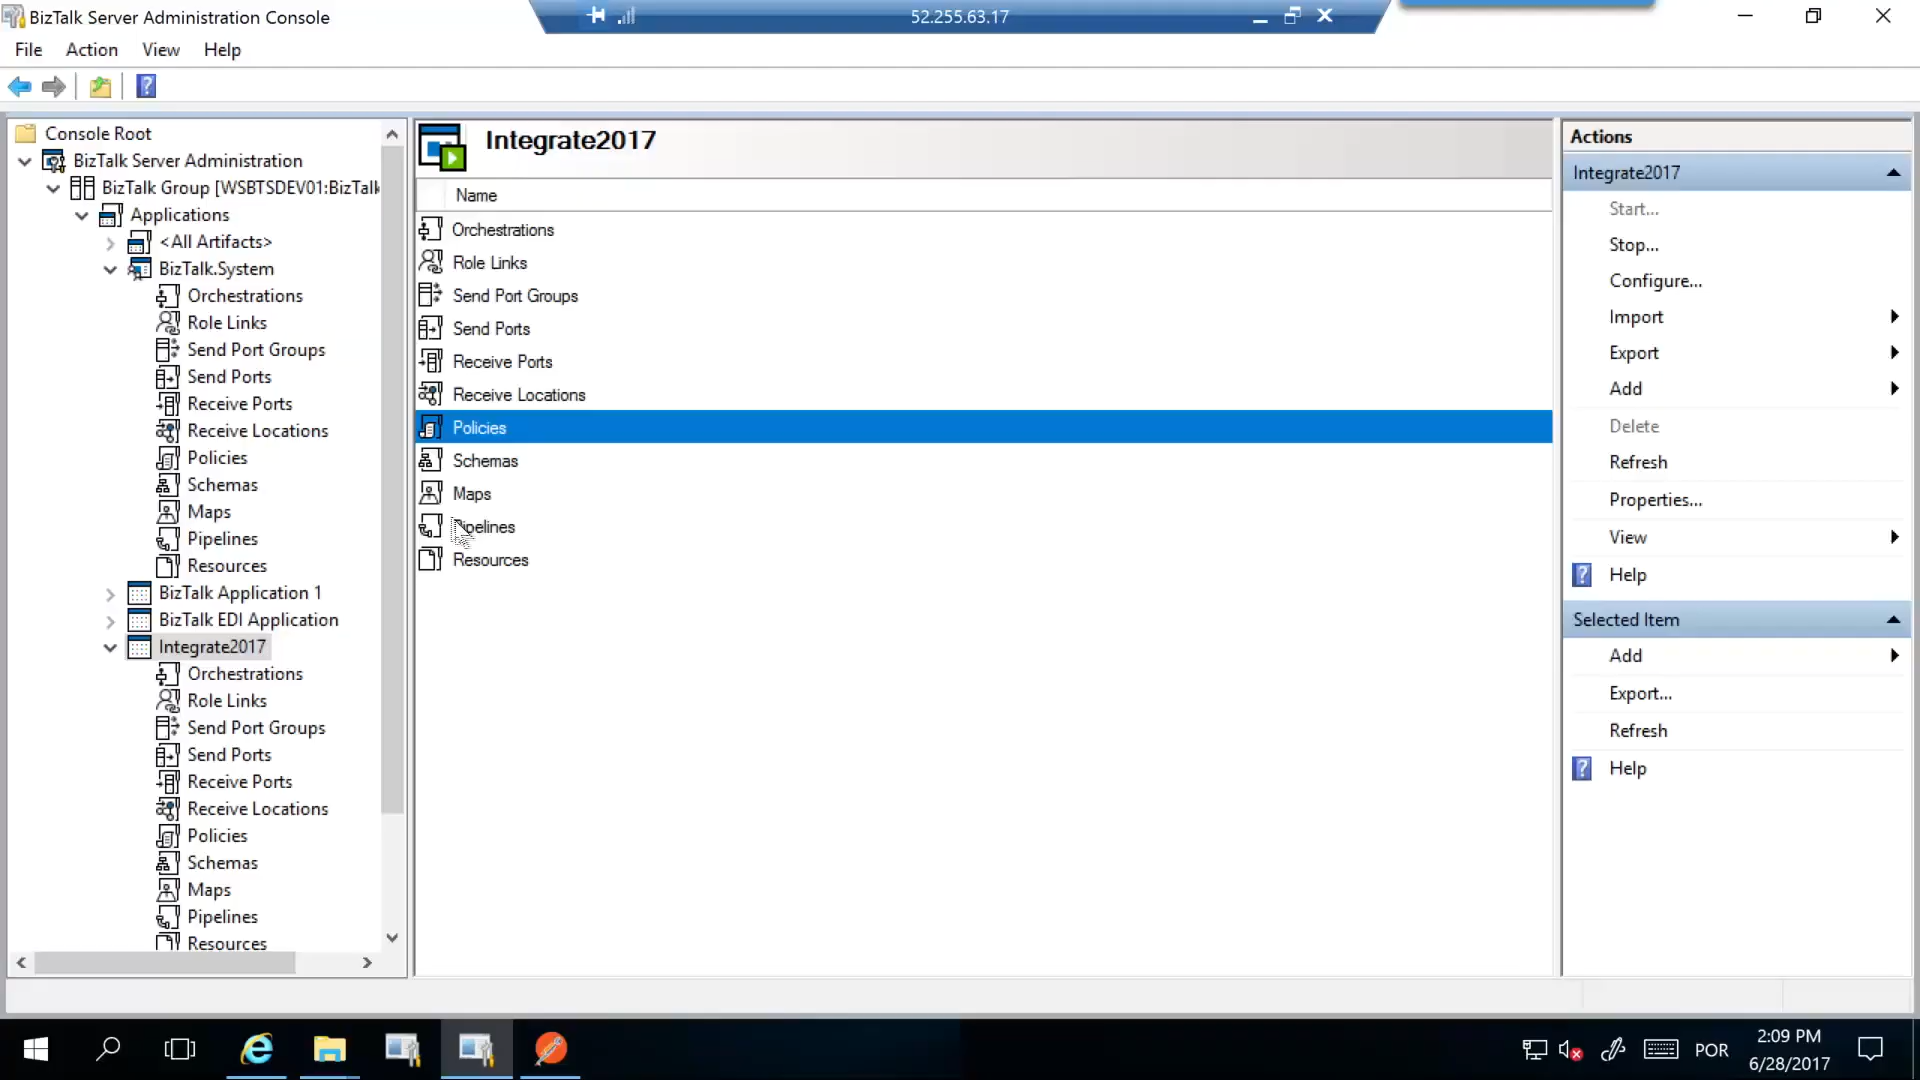 BizTalk Server Administration Console
52.255.63.17
File Action View Help
Console Root
BizTalk Server Administration
BizTalk Group [WSBTSDEV01:BizTalk
Applications
<All Artifacts>
BizTalk.System
Orchestrations
Role Links
Send Port Groups
Send Ports
Receive Ports
Receive Locations
Policies
Schemas
Maps
Pipelines
Resources
BizTalk Application 1
BizTalk EDI Application
Integrate2017
Orchestrations
Role Links
Send Port Groups
Send Ports
Receive Ports
Receive Locations
Policies
Schemas
Maps
Pipelines
Resources
Integrate2017
Name
Orchestrations
Role Links
Send Port Groups
Send Ports
Receive Ports
Receive Locations
Policies
Schemas
Maps
Pipelines
Resources
Actions
Integrate2017
Start...
Stop...
Configure...
Import
Export
Add
Delete
Refresh
Properties...
View
Help
Selected Item
Add
Export...
Refresh
Help
POR
2:09 PM
6/28/2017